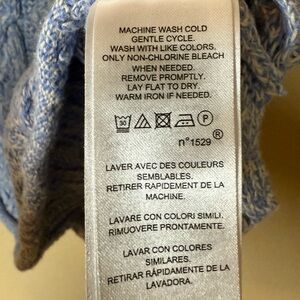 MACHINE WASH COLD
GENTLE CYCLE.
WASH WITH LIKE COLORS.
ONLY NON-CHLORINE BLEACH
WHEN NEEDED.
REMOVE PROMPTLY.
LAY FLAT TO DRY.
WARM IRON IF NEEDED.
30 P
®
n°1529
LAVER AVEC DES COULEURS
SEMBLABLES.
RETIRER RAPIDEMENT DE LA
MACHINE.
LAVARE CON COLORI SIMILI.
RIMUOVERE PRONTAMENTE.
LAVAR CON COLORES
SIMILARES.
RETIRAR RÁPIDAMENTE DE LA
LAVADORA.